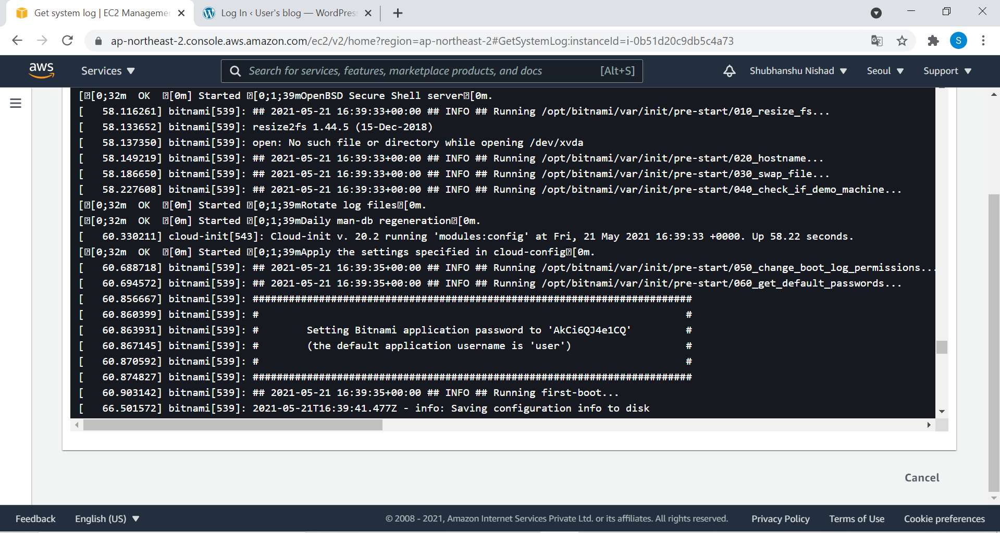 Get system log | EC2 Managemen
Log In ‹ User's blog — WordPress
ap-northeast-2.console.aws.amazon.com/ec2/v2/home?region=ap-northeast-2#GetSystemLog:instanceId=i-0b51d20c9db5c4a73
S
aws
Services
Search for services, features, marketplace products, and docs [Alt+S]
Shubhanshu Nishad
Seoul
Support
[�[0;32m  OK  �[0m] Started �[0;1;39mOpenBSD Secure Shell server�[0m.
[   58.116261] bitnami[539]: ## 2021-05-21 16:39:33+00:00 ## INFO ## Running /opt/bitnami/var/init/pre-start/010_resize_fs...
[   58.133652] bitnami[539]: resize2fs 1.44.5 (15-Dec-2018)
[   58.137350] bitnami[539]: open: No such file or directory while opening /dev/xvda
[   58.149219] bitnami[539]: ## 2021-05-21 16:39:33+00:00 ## INFO ## Running /opt/bitnami/var/init/pre-start/020_hostname...
[   58.186650] bitnami[539]: ## 2021-05-21 16:39:33+00:00 ## INFO ## Running /opt/bitnami/var/init/pre-start/030_swap_file...
[   58.227608] bitnami[539]: ## 2021-05-21 16:39:33+00:00 ## INFO ## Running /opt/bitnami/var/init/pre-start/040_check_if_demo_machine...
[�[0;32m  OK  �[0m] Started �[0;1;39mRotate log files�[0m.
[�[0;32m  OK  �[0m] Started �[0;1;39mDaily man-db regeneration�[0m.
[   60.330211] cloud-init[543]: Cloud-init v. 20.2 running 'modules:config' at Fri, 21 May 2021 16:39:33 +0000. Up 58.22 seconds.
[�[0;32m  OK  �[0m] Started �[0;1;39mApply the settings specified in cloud-config�[0m.
[   60.688718] bitnami[539]: ## 2021-05-21 16:39:35+00:00 ## INFO ## Running /opt/bitnami/var/init/pre-start/050_change_boot_log_permissions...
[   60.694572] bitnami[539]: ## 2021-05-21 16:39:35+00:00 ## INFO ## Running /opt/bitnami/var/init/pre-start/060_get_default_passwords...
[   60.856667] bitnami[539]: #########################################################################
[   60.860399] bitnami[539]: #                                                                       #
[   60.863931] bitnami[539]: #        Setting Bitnami application password to 'AkCi6QJ4e1CQ'         #
[   60.867145] bitnami[539]: #        (the default application username is 'user')                   #
[   60.870592] bitnami[539]: #                                                                       #
[   60.874827] bitnami[539]: #########################################################################
[   60.903142] bitnami[539]: ## 2021-05-21 16:39:35+00:00 ## INFO ## Running first-boot...
[   66.501572] bitnami[539]: 2021-05-21T16:39:41.477Z - info: Saving configuration info to disk
Cancel
Feedback
English (US)
© 2008 - 2021, Amazon Internet Services Private Ltd. or its affiliates. All rights reserved.
Privacy Policy
Terms of Use
Cookie preferences